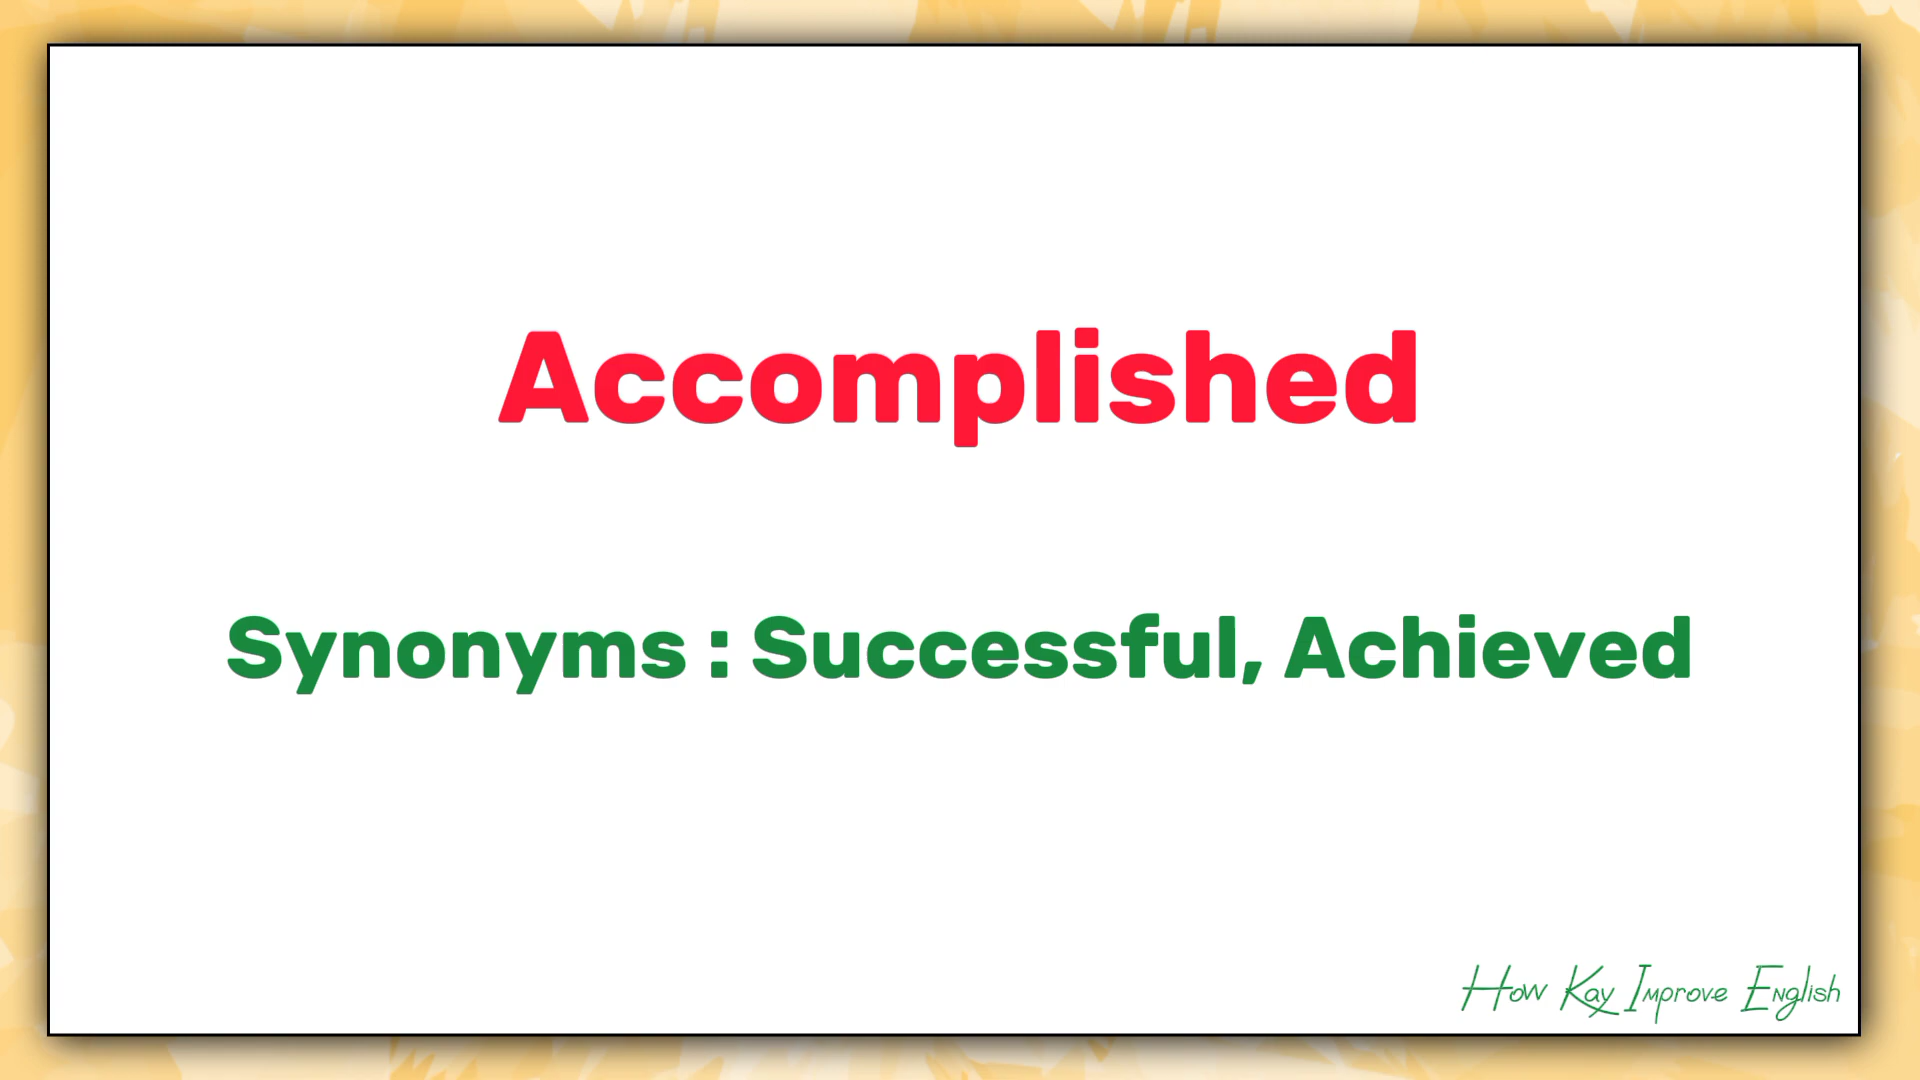 Accomplished
Synonyms : Successful, Achieved
How Kay Improve English